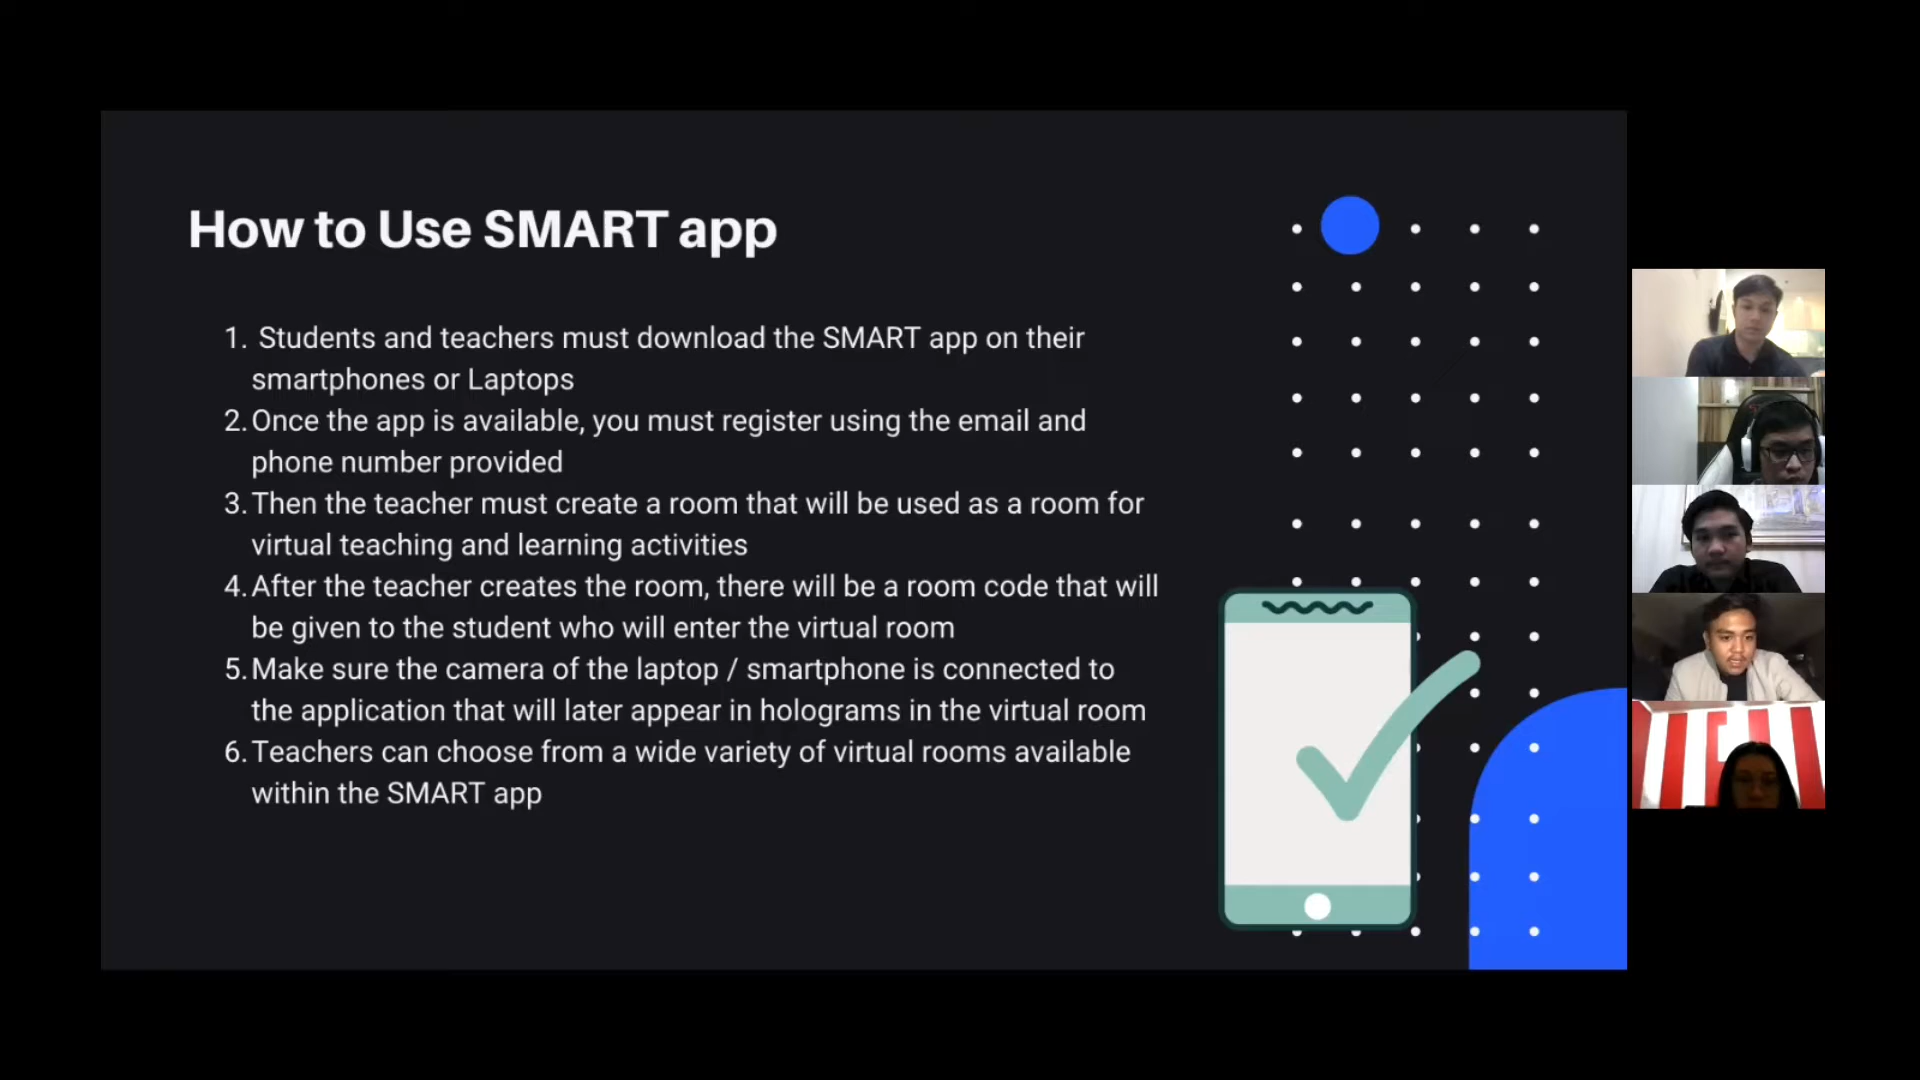 How to Use SMART app
1. Students and teachers must download the SMART app on their
smartphones or Laptops
2. Once the app is available, you must register using the email and
phone number provided
3. Then the teacher must create a room that will be used as a room for
virtual teaching and learning activities
4. After the teacher creates the room, there will be a room code that will
be given to the student who will enter the virtual room
5. Make sure the camera of the laptop / smartphone is connected to
the application that will later appear in holograms in the virtual room
6. Teachers can choose from a wide variety of virtual rooms available
within the SMART app